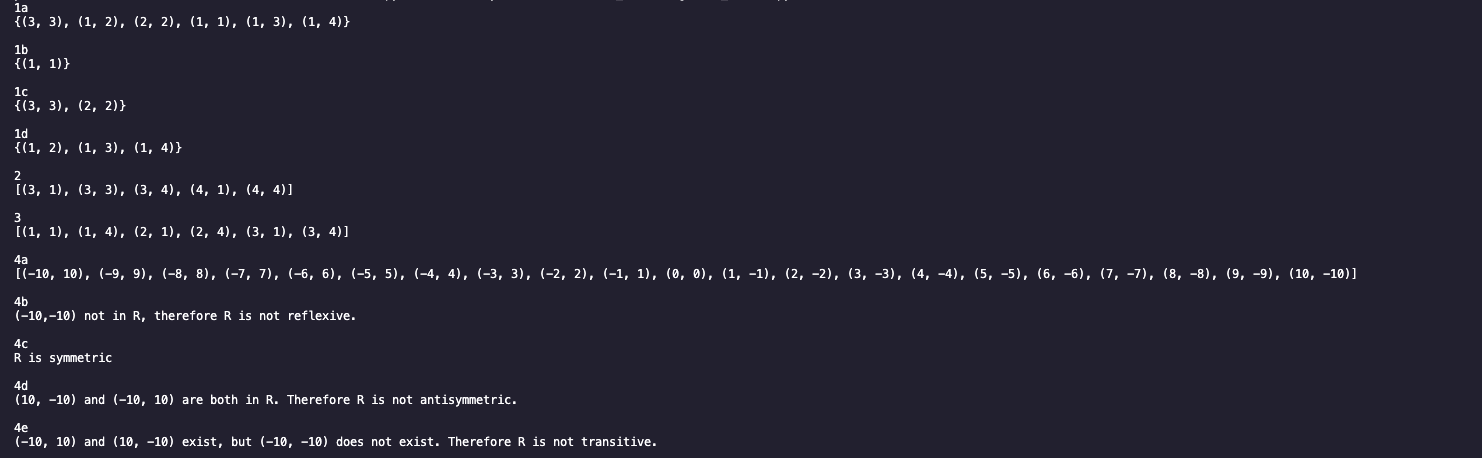 1a
{(3, 3), (1, 2), (2, 2), (1, 1), (1, 3), (1, 4)}
1b
{(1, 1)}
1c
{(3, 3), (2, 2)}
1d
{(1, 2), (1, 3), (1, 4)}
2
[(3, 1), (3, 3), (3, 4), (4, 1), (4, 4)]
3
[(1, 1), (1, 4), (2, 1), (2, 4), (3, 1), (3, 4)]
4a
[(-10, 10), (-9, 9), (-8, 8), (-7, 7), (-6, 6), (-5, 5), (-4, 4), (-3, 3), (-2, 2), (-1, 1), (0, 0), (1, -1), (2, -2), (3, -3), (4, -4), (5, -5), (6, -6), (7, -7), (8, -8), (9, -9), (10, -10)]
4b
(-10,-10) not in R, therefore R is not reflexive.
4c
R is symmetric
4d
(10, -10) and (-10, 10) are both in R. Therefore R is not antisymmetric.
4e
(-10, 10) and (10, -10) exist, but (-10, -10) does not exist. Therefore R is not transitive.